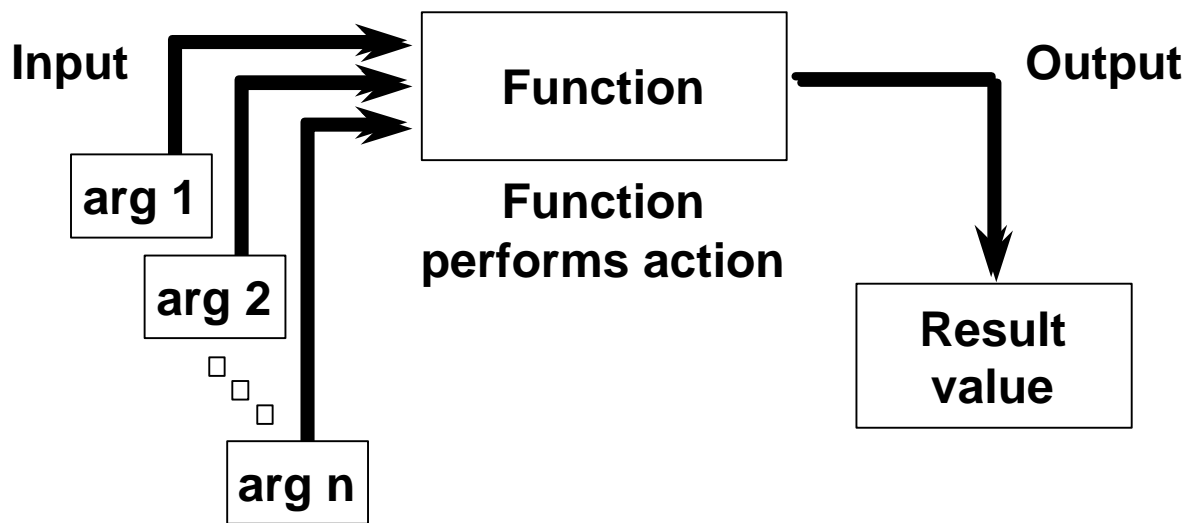 Input
Function
Output
arg 1
Function
performs action
arg 2
Result
value
arg n